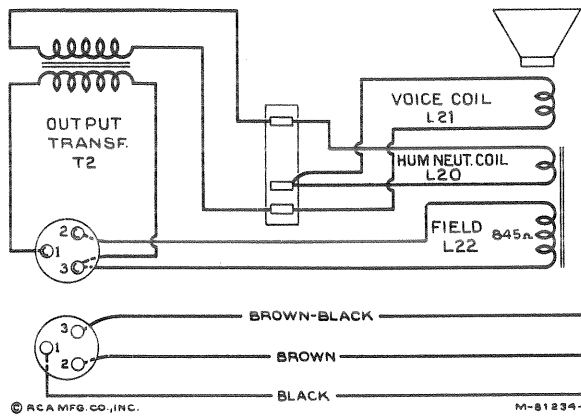 OUTPUT
TRANSF.
T2
VOICE COIL
L21
HUM NEUT. COIL
L20
FIELD
L22
845Ω
2
1
3
BROWN-BLACK
3
1
2
BROWN
BLACK
© RCA MFG. CO., INC.
M-81234-